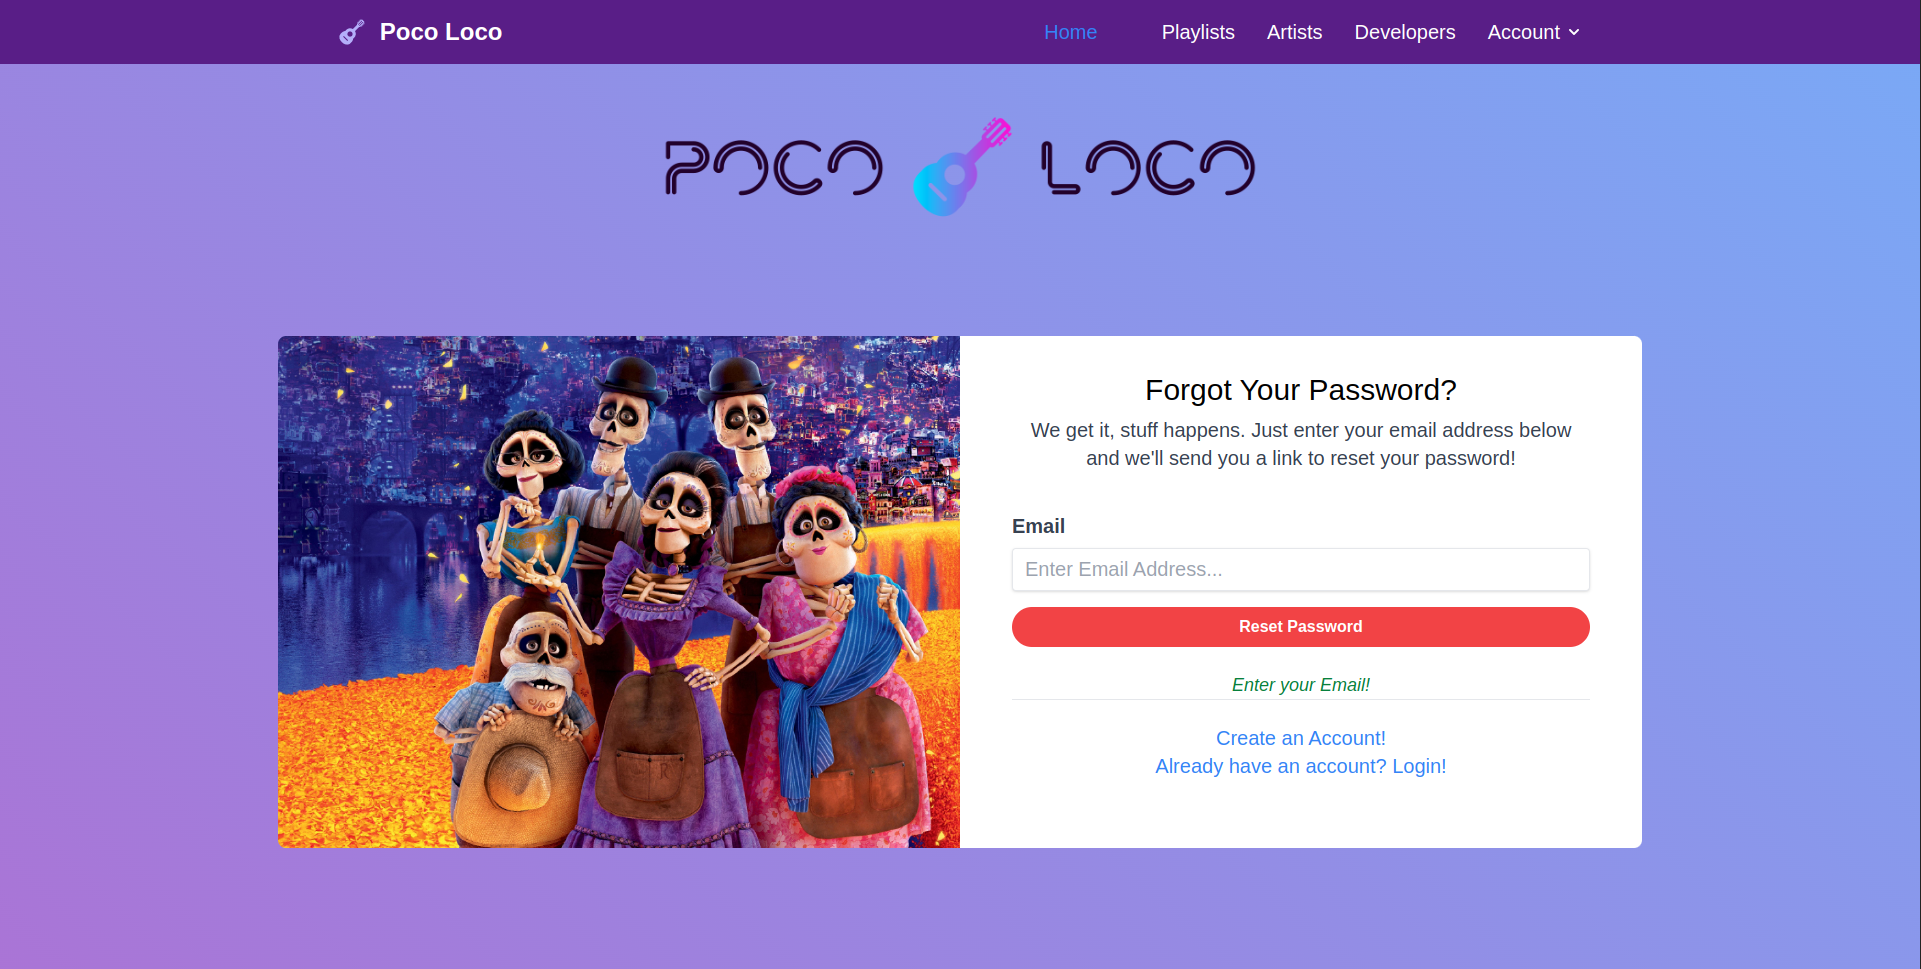 Poco Loco
Home Playlists Artists Developers Account
POCO LOCO
Forgot Your Password?
We get it, stuff happens. Just enter your email address below
and we'll send you a link to reset your password!
Email
Enter Email Address...
Reset Password
Enter your Email!
Create an Account!
Already have an account? Login!